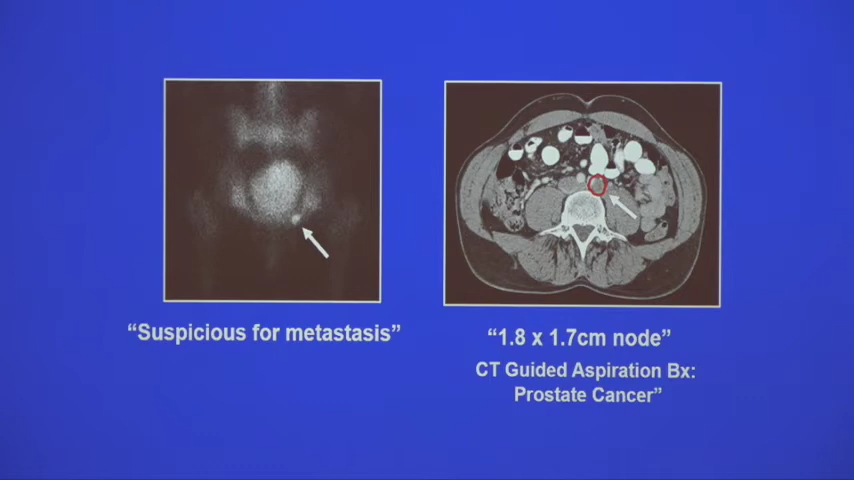 “Suspicious for metastasis”
“1.8 x 1.7cm node”
CT Guided Aspiration Bx:
Prostate Cancer”